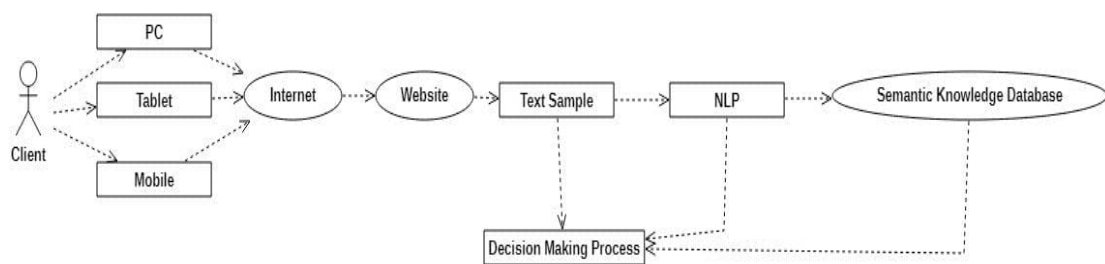 PC
Tablet
Mobile
Client
Internet
Website
Text Sample
NLP
Semantic Knowledge Database
Decision Making Process